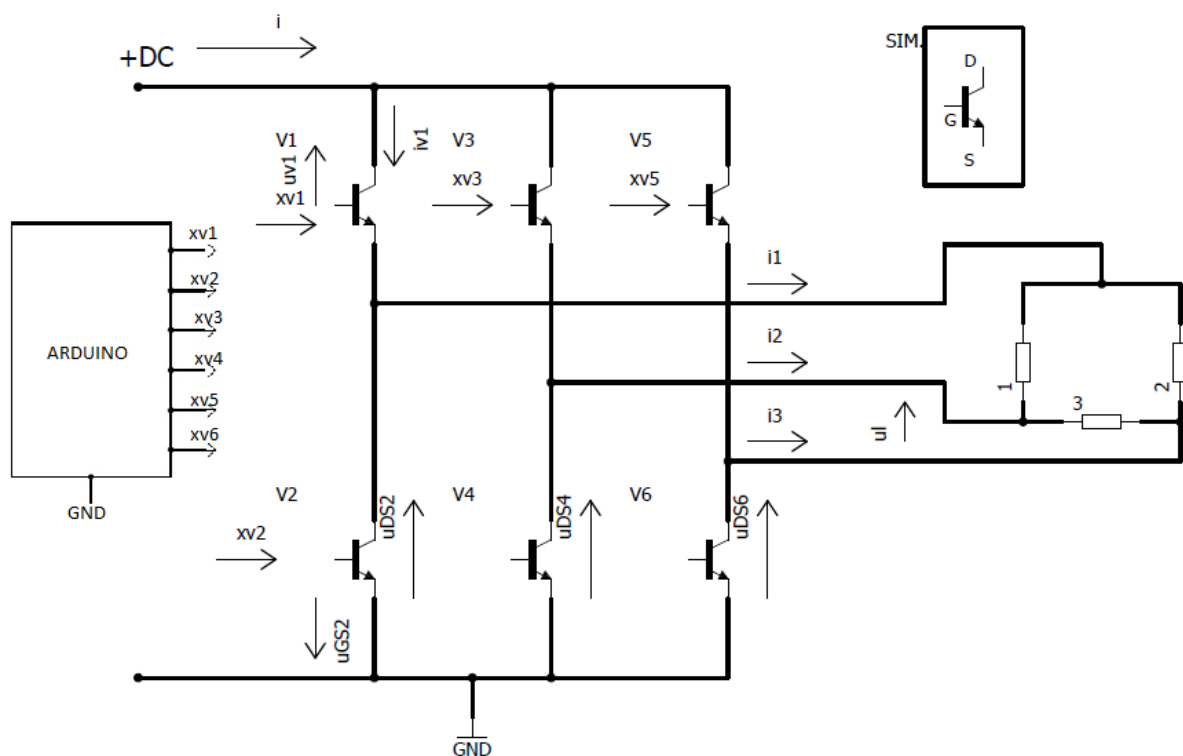 i
+DC
SIM.
D
G
S
V1
uv1
iv1
V3
V5
xv1
xv3
xv5
xv1
xv2
xv3
xv4
xv5
xv6
ARDUINO
GND
i1
i2
i3
ul
1
2
3
V2
uDS2
V4
uDS4
V6
uDS6
xv2
uGS2
GND